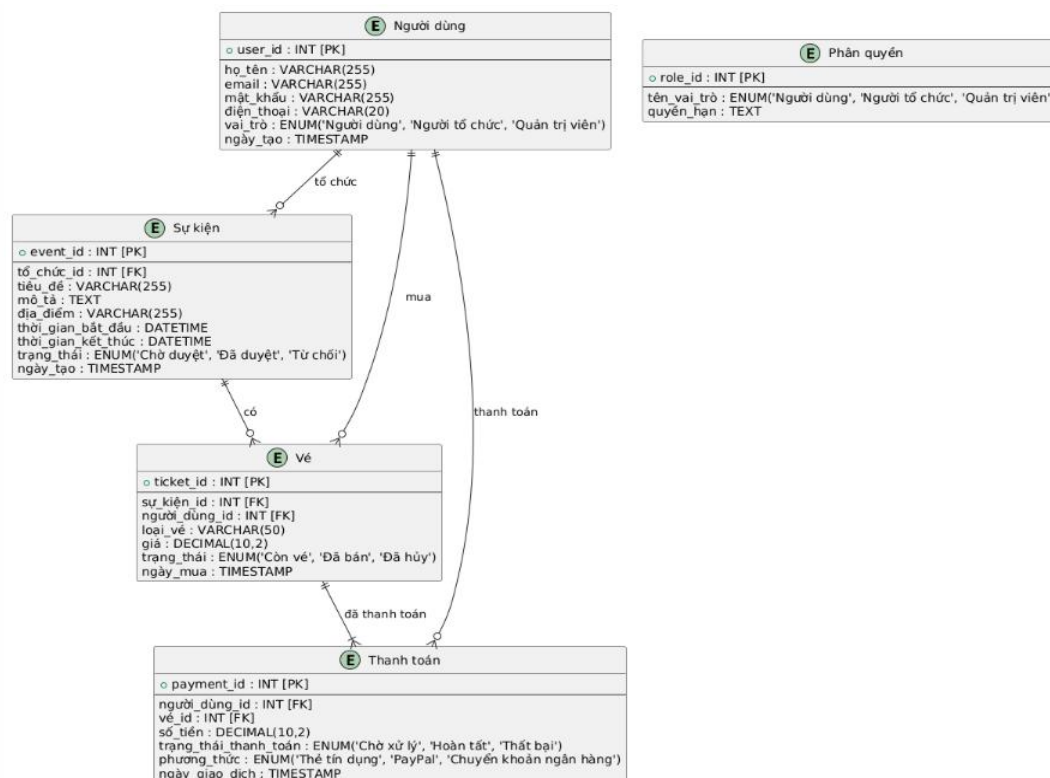 E Người dùng
user_id : INT [PK]
họ_tên : VARCHAR(255)
email : VARCHAR(255)
mật_khẩu : VARCHAR(255)
điện_thoại : VARCHAR(20)
vai_trò : ENUM('Người dùng', 'Người tổ chức', 'Quản trị viên')
ngày_tạo : TIMESTAMP
E Phân quyền
role_id : INT [PK]
tên_vai_trò : ENUM('Người dùng', 'Người tổ chức', 'Quản trị viên'
quyền_hạn : TEXT
tổ chức
E Sự kiện
event_id : INT [PK]
tổ_chức_id : INT [FK]
tiêu_đề : VARCHAR(255)
mô_tả : TEXT
địa_điểm : VARCHAR(255)
thời_gian_bắt_đầu : DATETIME
thời_gian_kết_thúc : DATETIME
trạng_thái : ENUM('Chờ duyệt', 'Đã duyệt', 'Từ chối')
ngày_tạo : TIMESTAMP
mua
thanh toán
có
E Vé
ticket_id : INT [PK]
sự_kiện_id : INT [FK]
người_dùng_id : INT [FK]
loại_vé : VARCHAR(50)
giá : DECIMAL(10,2)
trạng_thái : ENUM('Còn vé', 'Đã bán', 'Đã hủy')
ngày_mua : TIMESTAMP
đã thanh toán
E Thanh toán
payment_id : INT [PK]
người_dùng_id : INT [FK]
vé_id : INT [FK]
số_tiền : DECIMAL(10,2)
trạng_thái_thanh_toán : ENUM('Chờ xử lý', 'Hoàn tất', 'Thất bại')
phương_thức : ENUM('Thẻ tín dụng', 'PayPal', 'Chuyển khoản ngân hàng')
ngày_giao_dịch : TIMESTAMP